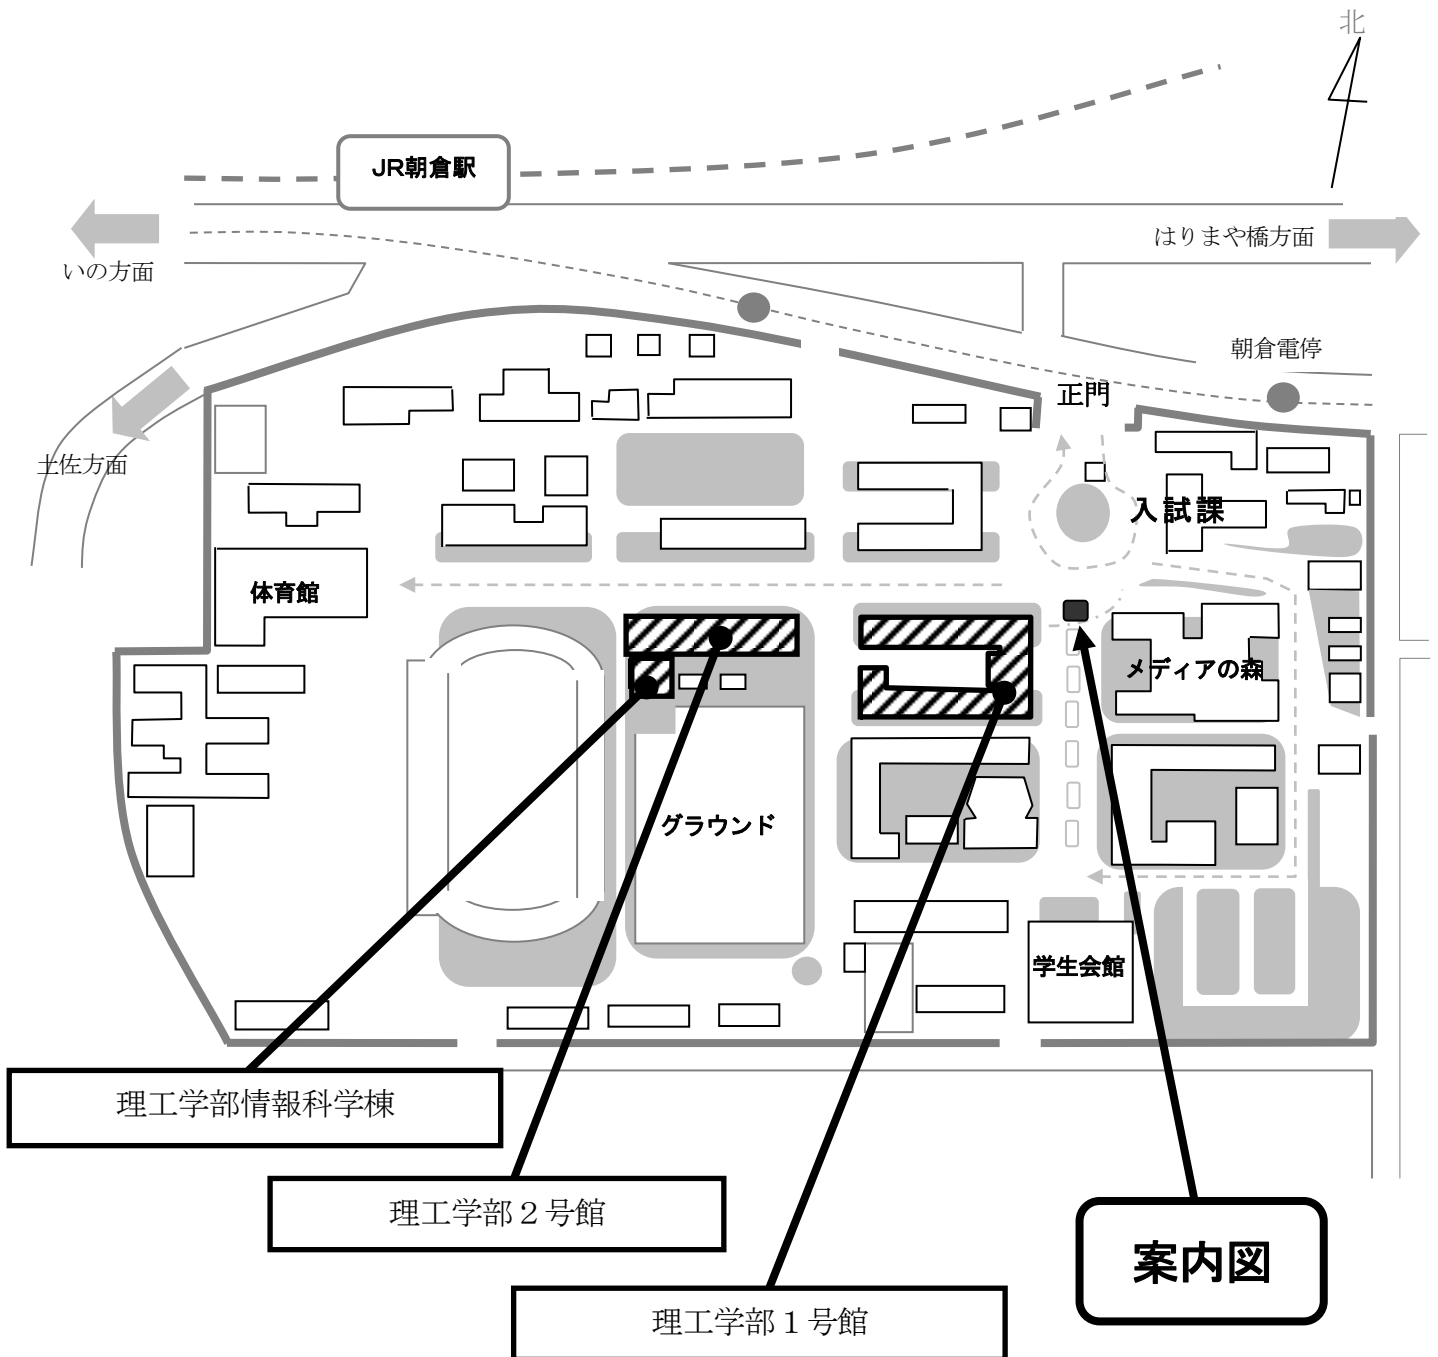 北
JR朝倉駅
はりまや橋方面
いの方面
朝倉電停
正門
土佐方面
入試課
体育館
メディアの森
グラウンド
学生会館
理工学部情報科学棟
理工学部２号館
案内図
理工学部１号館